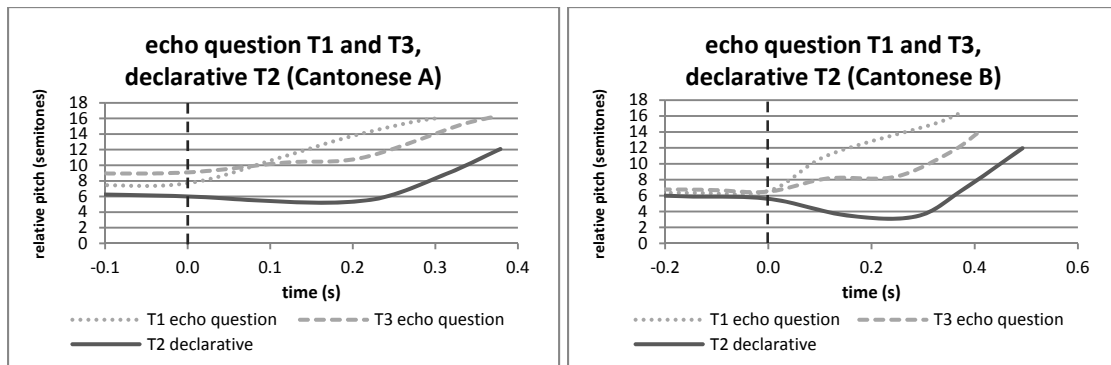 echo question T1 and T3,
declarative T2 (Cantonese A)
relative pitch (semitones)
18
16
14
12
10
8
6
4
2
0
-0.1 0.0 0.1 0.2 0.3 0.4
time (s)
T1 echo question T3 echo question
T2 declarative
echo question T1 and T3,
declarative T2 (Cantonese B)
relative pitch (semitones)
18
16
14
12
10
8
6
4
2
0
-0.2 0.0 0.2 0.4 0.6
time (s)
T1 echo question T3 echo question
T2 declarative